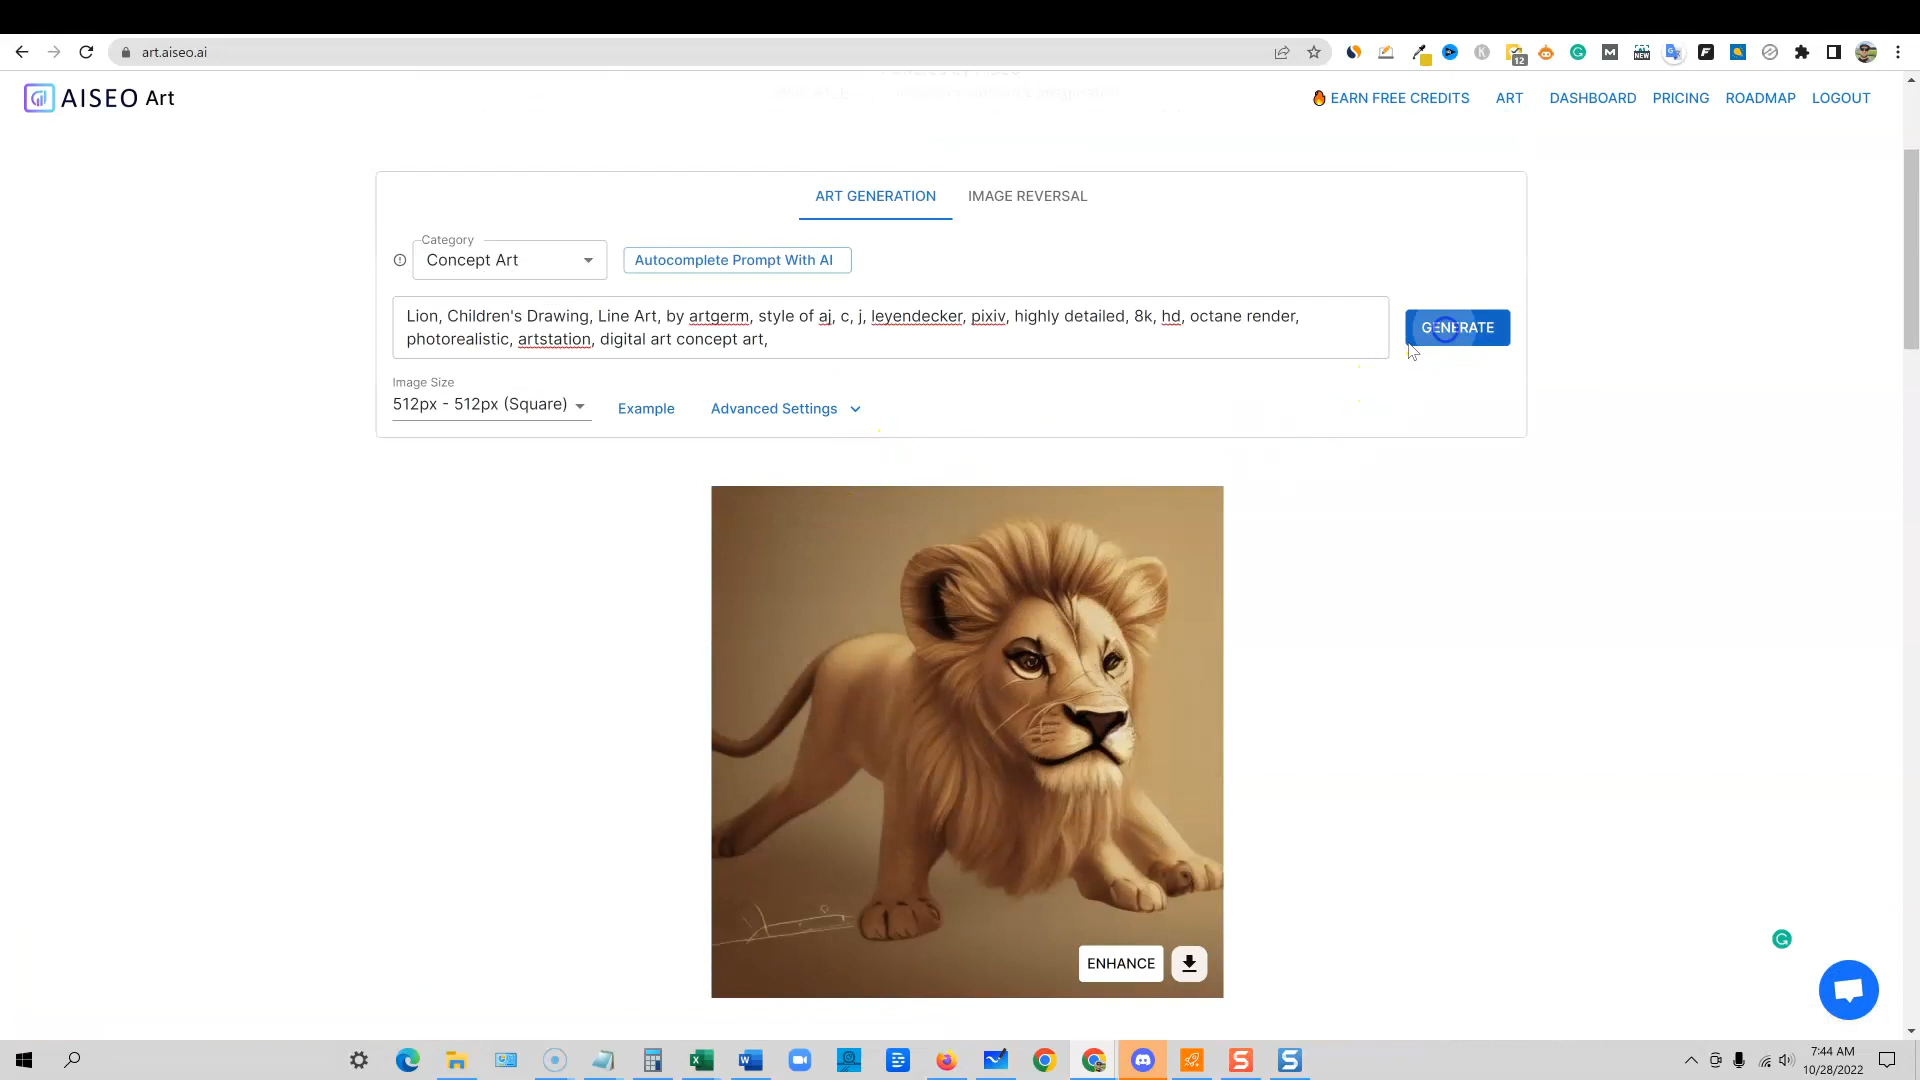 art.aiseo.ai
12
NEW
AISEO Art
EARN FREE CREDITS
ART
DASHBOARD
PRICING
ROADMAP
LOGOUT
ART GENERATION
IMAGE REVERSAL
Category
Concept Art
Autocomplete Prompt With AI
Lion, Children's Drawing, Line Art, by artgerm, style of aj, c, j, leyendecker, pixiv, highly detailed, 8k, hd, octane render,
photorealistic, artstation, digital art concept art,
GENERATE
Image Size
512px - 512px (Square)
Example
Advanced Settings
ENHANCE
7:44 AM
10/28/2022